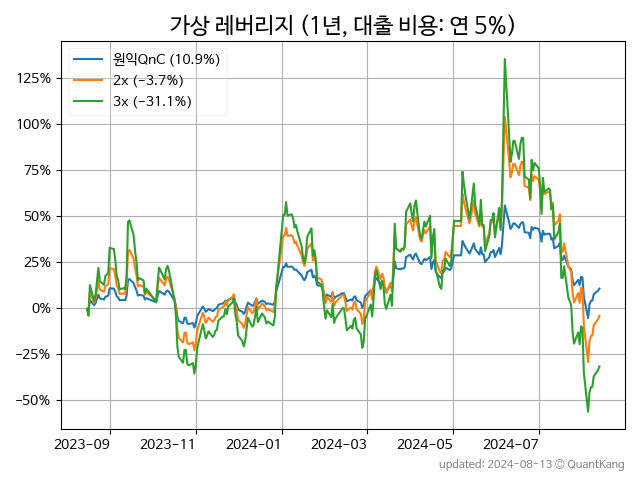 가상 레버리지 (1년, 대출 비용: 연 5%)
원익QnC (10.9%)
2x (−3.7%)
3x (−31.1%)
125%
100%
75%
50%
25%
0%
−25%
−50%
2023-09
2023-11
2024-01
2024-03
2024-05
2024-07
updated: 2024-08-13 ⓒ QuantKang